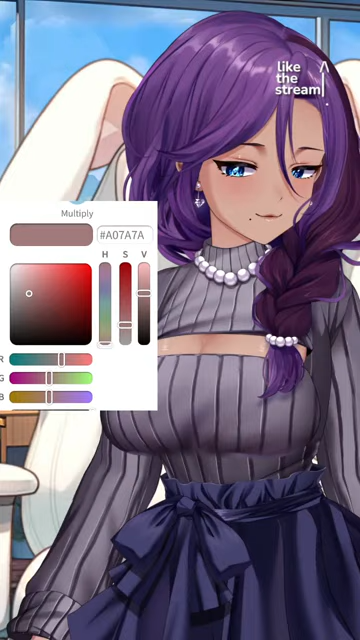 like
the
stream
Multiply
#A07A7A
H S V
R
G
B